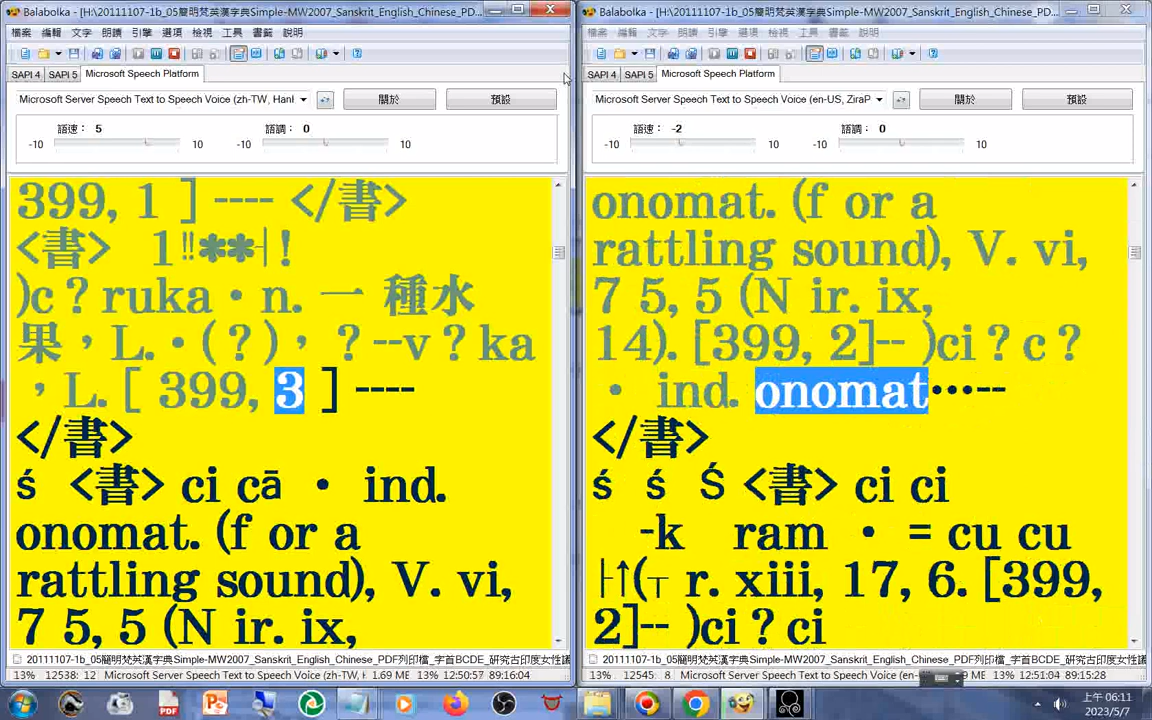 Balabolka - [H:\20111107-1b_05簡明梵英漢字典Simple-MW2007_Sanskrit_English_Chinese_PD...
檔案 編輯 文字 朗讀 引擎 選項 檢視 工具 書籤 說明
SAPI 4 SAPI 5 Microsoft Speech Platform
Microsoft Server Speech Text to Speech Voice (zh-TW, HanI 關於 預設
語速： 5 語調： 0
-10 10 -10 10
399, 1 ] ---- </書>
<書> 1‼✽✽┤!
)c？ruka・n. 一 種水
果，L.・(？)，？--v？ka
，L. [ 399, 3 ] ----
</書>
ś <書> ci cā ・ ind.
onomat. (f or a
rattling sound), V. vi,
7 5, 5 (N ir. ix,
20111107-1b_05簡明梵英漢字典Simple-MW2007_Sanskrit_English_Chinese_PDF列印檔_字首BCDE_研究古印度女性議
13% 12538: 12 Microsoft Server Speech Text to Speech Voice (zh-TW, H 1.69 MB 13% 12:50:57 89:16:04
Balabolka - [H:\20111107-1b_05簡明梵英漢字典Simple-MW2007_Sanskrit_English_Chinese_PD...
檔案 編輯 文字 朗讀 引擎 選項 檢視 工具 書籤 說明
SAPI 4 SAPI 5 Microsoft Speech Platform
Microsoft Server Speech Text to Speech Voice (en-US, ZiraP 關於 預設
語速： -2 語調： 0
-10 10 -10 10
onomat. (f or a
rattling sound), V. vi,
7 5, 5 (N ir. ix,
14). [399, 2]-- )ci？c？
・ ind. onomat…--
</書>
ś ś Ś <書> ci ci
-k ram ・ = cu cu
├↑(┬ r. xiii, 17, 6. [399,
2]-- )ci？ci
20111107-1b_05簡明梵英漢字典Simple-MW2007_Sanskrit_English_Chinese_PDF列印檔_字首BCDE_研究古印度女性議
13% 12545: 8 Microsoft Server Speech Text to Speech Voice (en-U 13% 12:51:04 89:15:28
上午 06:11
2023/5/7